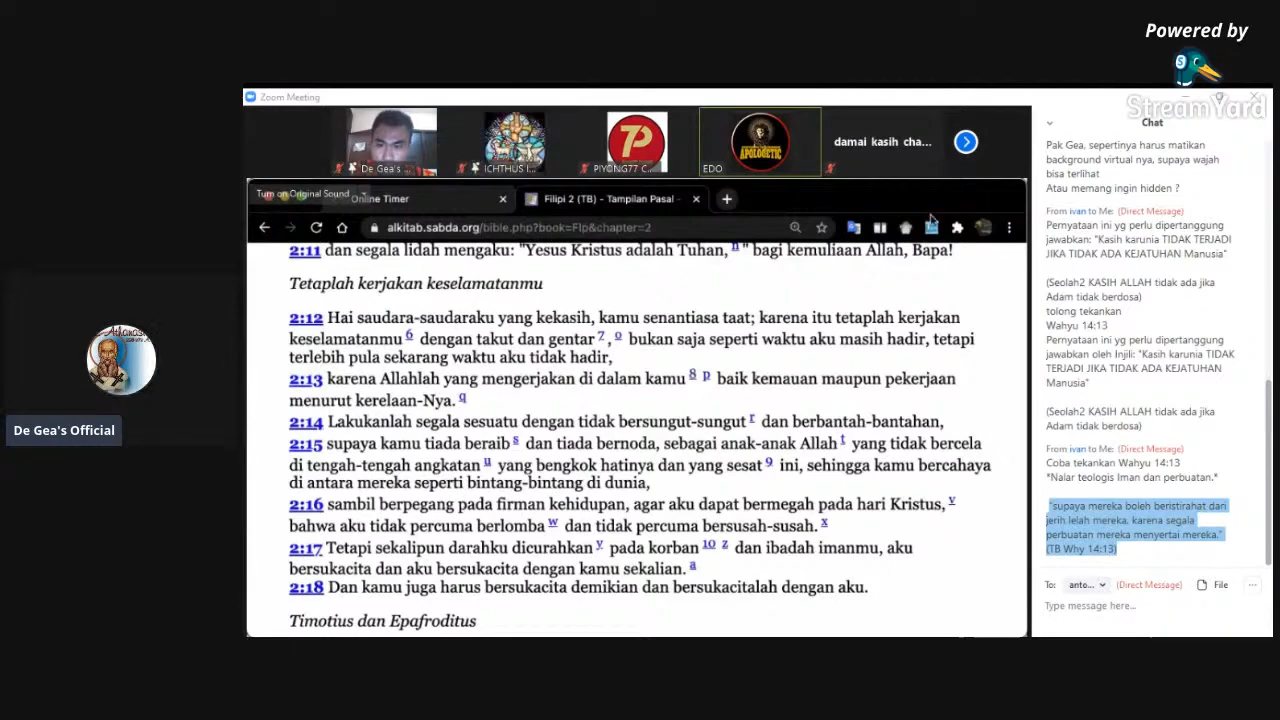 Powered by
StreamYard
Zoom Meeting
De Gea's
ICHTHUS I...
PIYONG77 C...
EDO
APOLOGETIC
damai kasih cha...
Turn on Original Sound
Online Timer
Filipi 2 (TB) - Tampilan Pasal -
alkitab.sabda.org/bible.php?book=Flp&chapter=2
2:11 dan segala lidah mengaku: "Yesus Kristus adalah Tuhan, n " bagi kemuliaan Allah, Bapa!
Tetaplah kerjakan keselamatanmu
2:12 Hai saudara-saudaraku yang kekasih, kamu senantiasa taat; karena itu tetaplah kerjakan
keselamatanmu 6 dengan takut dan gentar 7 , o bukan saja seperti waktu aku masih hadir, tetapi
terlebih pula sekarang waktu aku tidak hadir,
2:13 karena Allahlah yang mengerjakan di dalam kamu 8 p baik kemauan maupun pekerjaan
menurut kerelaan-Nya. q
2:14 Lakukanlah segala sesuatu dengan tidak bersungut-sungut r dan berbantah-bantahan,
2:15 supaya kamu tiada beraib s dan tiada bernoda, sebagai anak-anak Allah t yang tidak bercela
di tengah-tengah angkatan u yang bengkok hatinya dan yang sesat 9 ini, sehingga kamu bercahaya
di antara mereka seperti bintang-bintang di dunia,
2:16 sambil berpegang pada firman kehidupan, agar aku dapat bermegah pada hari Kristus, v
bahwa aku tidak percuma berlomba w dan tidak percuma bersusah-susah. x
2:17 Tetapi sekalipun darahku dicurahkan y pada korban 10 z dan ibadah imanmu, aku
bersukacita dan aku bersukacita dengan kamu sekalian. a
2:18 Dan kamu juga harus bersukacita demikian dan bersukacitalah dengan aku.
Timotius dan Epafroditus
Chat
Pak Gea, sepertinya harus matikan
background virtual nya, supaya wajah
bisa terlihat
Atau memang ingin hidden ?
From ivan to Me: (Direct Message)
Pernyataan ini yg perlu dipertanggung
jawabkan: "Kasih karunia TIDAK TERJADI
JIKA TIDAK ADA KEJATUHAN Manusia"
(Seolah2 KASIH ALLAH tidak ada jika
Adam tidak berdosa)
tolong tekankan
Wahyu 14:13
Pernyataan ini yg perlu dipertanggung
jawabkan oleh Injili: "Kasih karunia TIDAK
TERJADI JIKA TIDAK ADA KEJATUHAN
Manusia"
(Seolah2 KASIH ALLAH tidak ada jika
Adam tidak berdosa)
From ivan to Me: (Direct Message)
Coba tekankan Wahyu 14:13
*Nalar teologis Iman dan perbuatan.*
"supaya mereka boleh beristirahat dari
jerih lelah mereka, karena segala
perbuatan mereka menyertai mereka."
(TB Why 14:13)
To: anto... (Direct Message) File ...
Type message here...
De Gea's Official